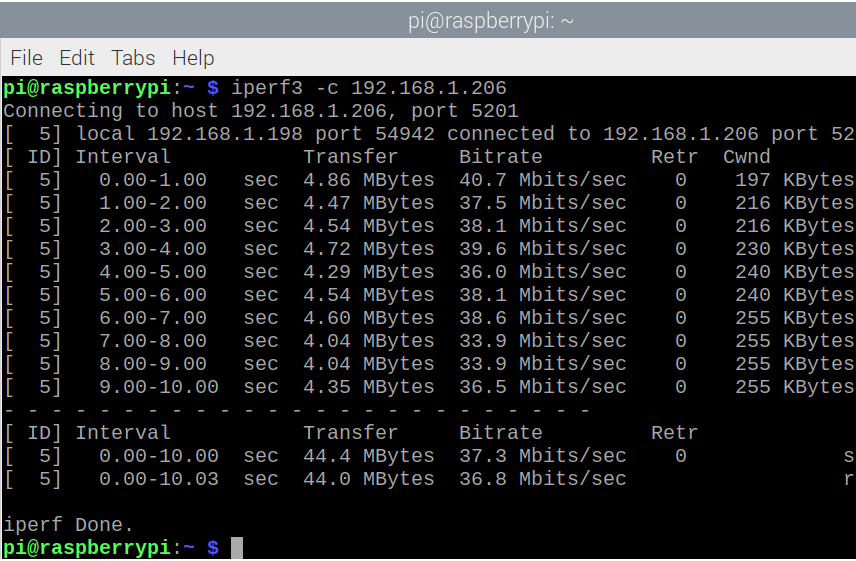 pi@raspberrypi: ~
File Edit Tabs Help
pi@raspberrypi:~ $ iperf3 -c 192.168.1.206
Connecting to host 192.168.1.206, port 5201
[  5] local 192.168.1.198 port 54942 connected to 192.168.1.206 port 52
[ ID] Interval           Transfer     Bitrate         Retr  Cwnd
[  5]   0.00-1.00   sec  4.86 MBytes  40.7 Mbits/sec    0    197 KBytes
[  5]   1.00-2.00   sec  4.47 MBytes  37.5 Mbits/sec    0    216 KBytes
[  5]   2.00-3.00   sec  4.54 MBytes  38.1 Mbits/sec    0    216 KBytes
[  5]   3.00-4.00   sec  4.72 MBytes  39.6 Mbits/sec    0    230 KBytes
[  5]   4.00-5.00   sec  4.29 MBytes  36.0 Mbits/sec    0    240 KBytes
[  5]   5.00-6.00   sec  4.54 MBytes  38.1 Mbits/sec    0    240 KBytes
[  5]   6.00-7.00   sec  4.60 MBytes  38.6 Mbits/sec    0    255 KBytes
[  5]   7.00-8.00   sec  4.04 MBytes  33.9 Mbits/sec    0    255 KBytes
[  5]   8.00-9.00   sec  4.04 MBytes  33.9 Mbits/sec    0    255 KBytes
[  5]   9.00-10.00  sec  4.35 MBytes  36.5 Mbits/sec    0    255 KBytes
- - - - - - - - - - - - - - - - - - - - - - - - -
[ ID] Interval           Transfer     Bitrate         Retr
[  5]   0.00-10.00  sec  44.4 MBytes  37.3 Mbits/sec    0             s
[  5]   0.00-10.03  sec  44.0 MBytes  36.8 Mbits/sec                  r
iperf Done.
pi@raspberrypi:~ $